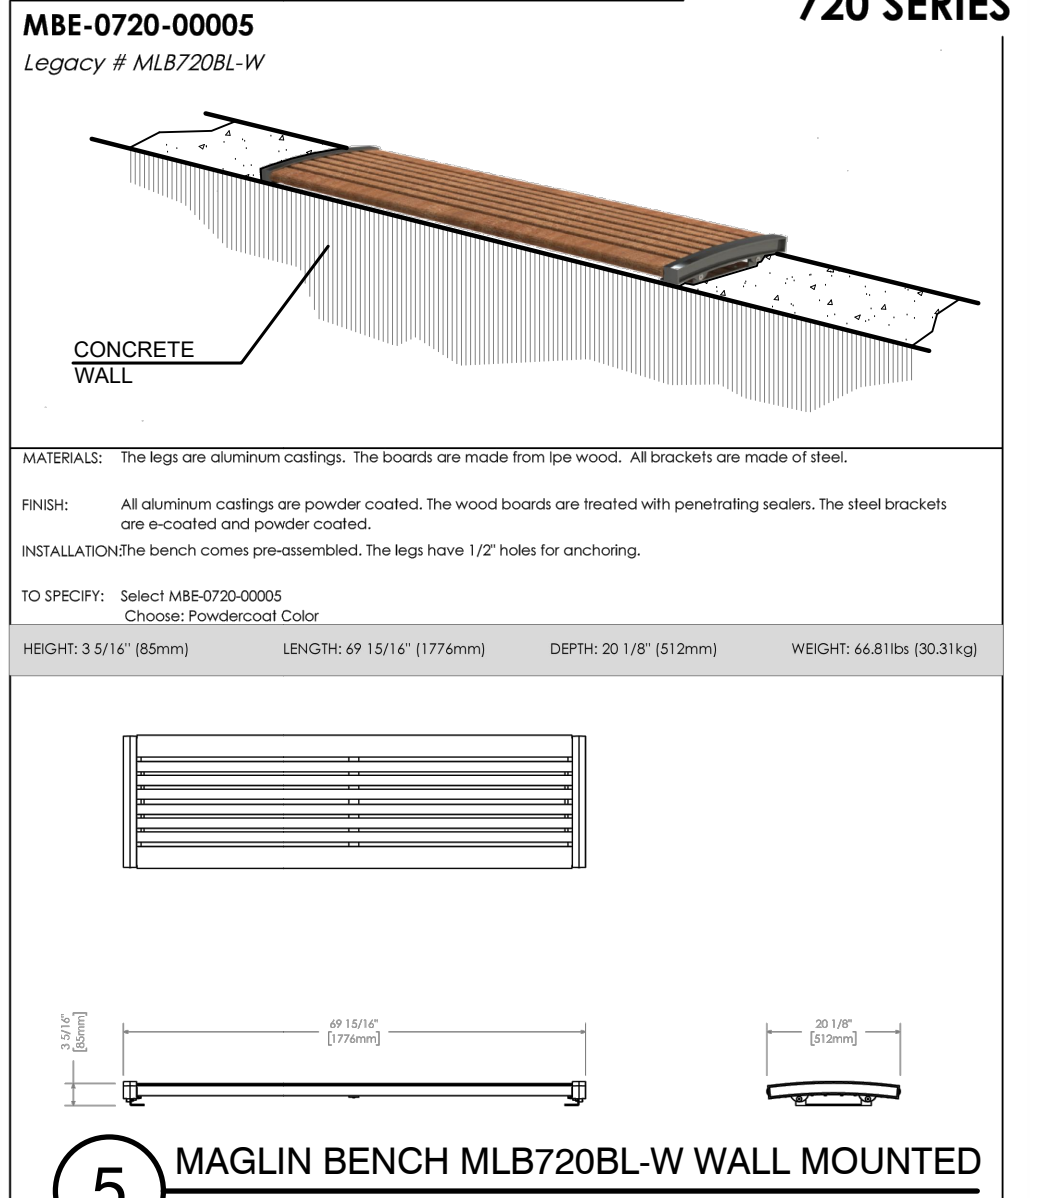 720 SERIES
MBE-0720-00005
Legacy # MLB720BL-W
CONCRETE
WALL
MATERIALS: The legs are aluminum castings. The boards are made from Ipe wood. All brackets are made of steel.
FINISH: All aluminum castings are powder coated. The wood boards are treated with penetrating sealers. The steel brackets
are e-coated and powder coated.
INSTALLATION: The bench comes pre-assembled. The legs have 1/2" holes for anchoring.
TO SPECIFY: Select MBE-0720-00005
Choose: Powdercoat Color
HEIGHT: 3 5/16" (85mm) LENGTH: 69 15/16" (1776mm) DEPTH: 20 1/8" (512mm) WEIGHT: 66.81lbs (30.31kg)
3 5/16"
[85mm]
69 15/16"
[1776mm]
20 1/8"
[512mm]
5 MAGLIN BENCH MLB720BL-W WALL MOUNTED